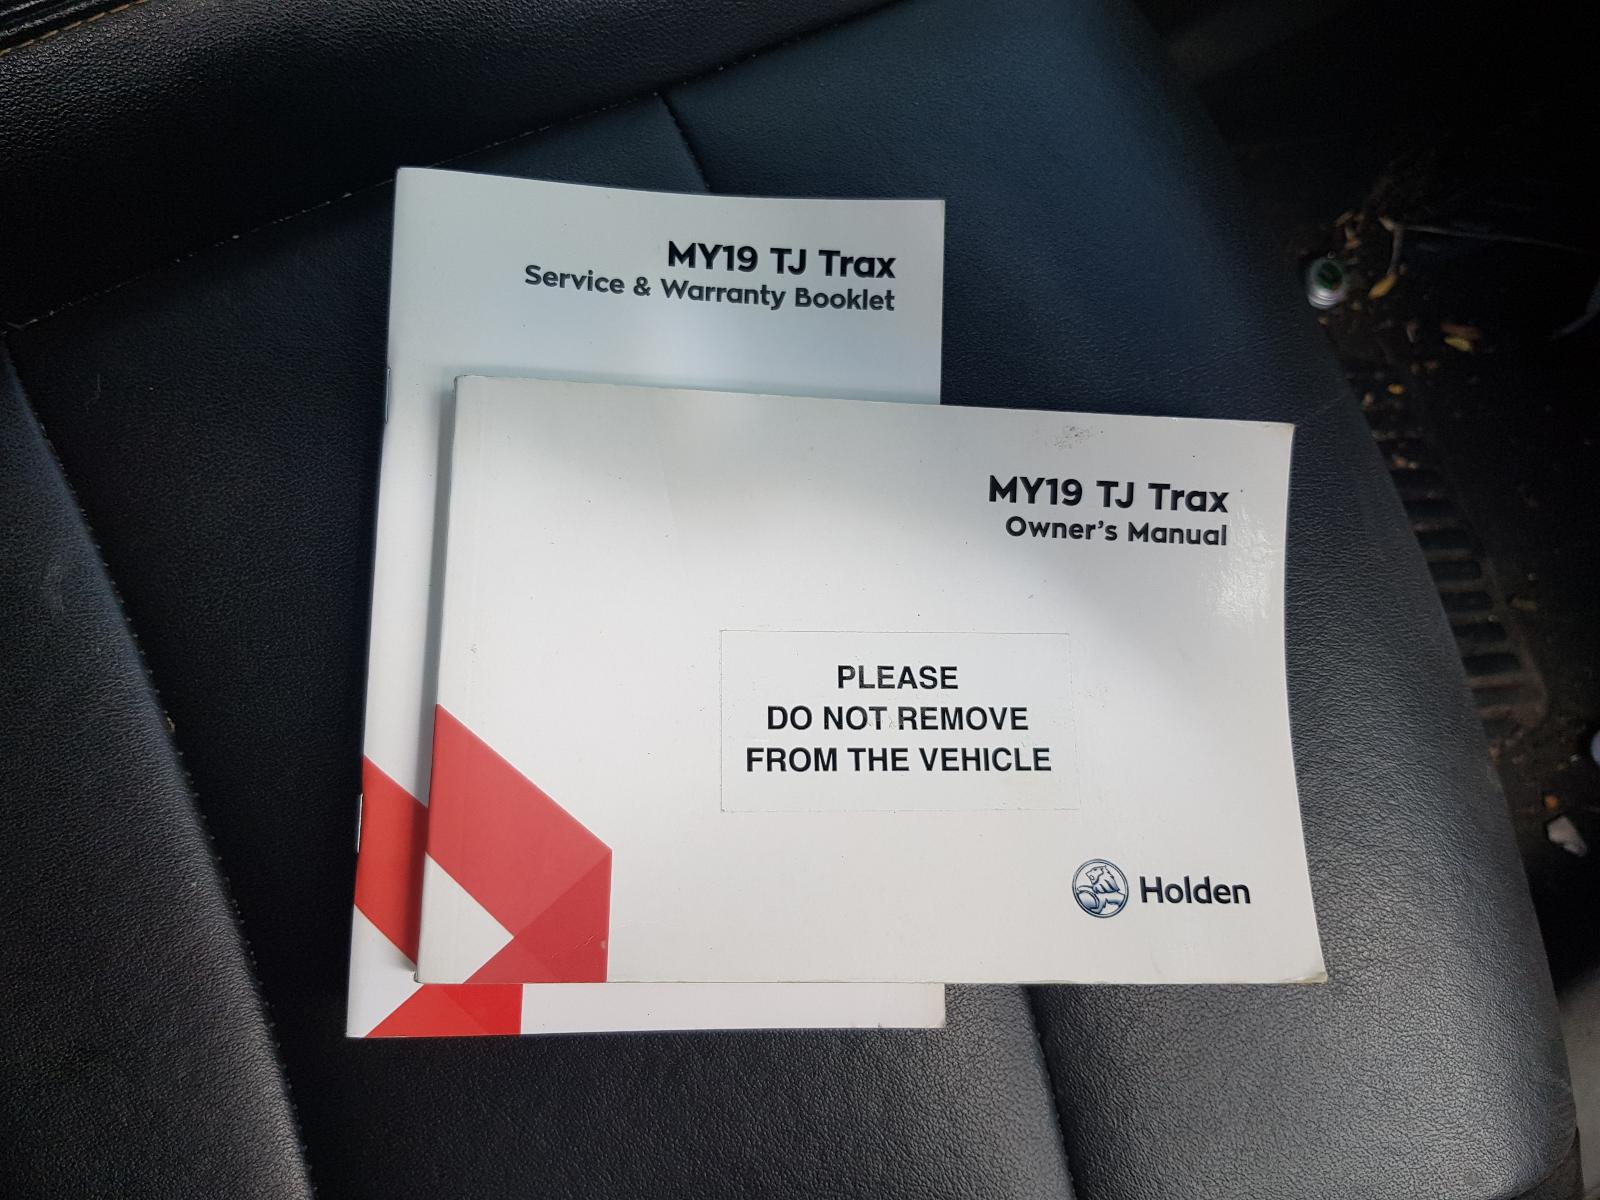 MY19 TJ Trax
Service & Warranty Booklet
MY19 TJ Trax
Owner's Manual
PLEASE
DO NOT REMOVE
FROM THE VEHICLE
Holden